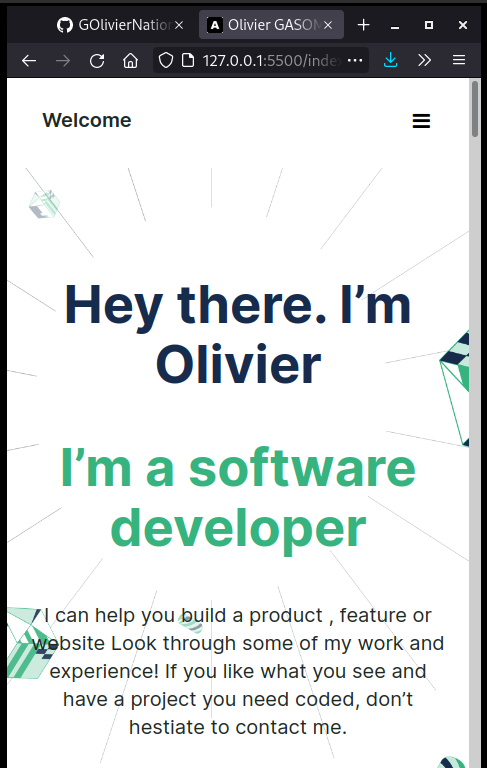 GOlivierNation
A Olivier GASOM
127.0.0.1:5500/inde
Welcome
Hey there. I’m
Olivier
I’m a software
developer
I can help you build a product , feature or
website Look through some of my work and
experience! If you like what you see and
have a project you need coded, don’t
hestiate to contact me.